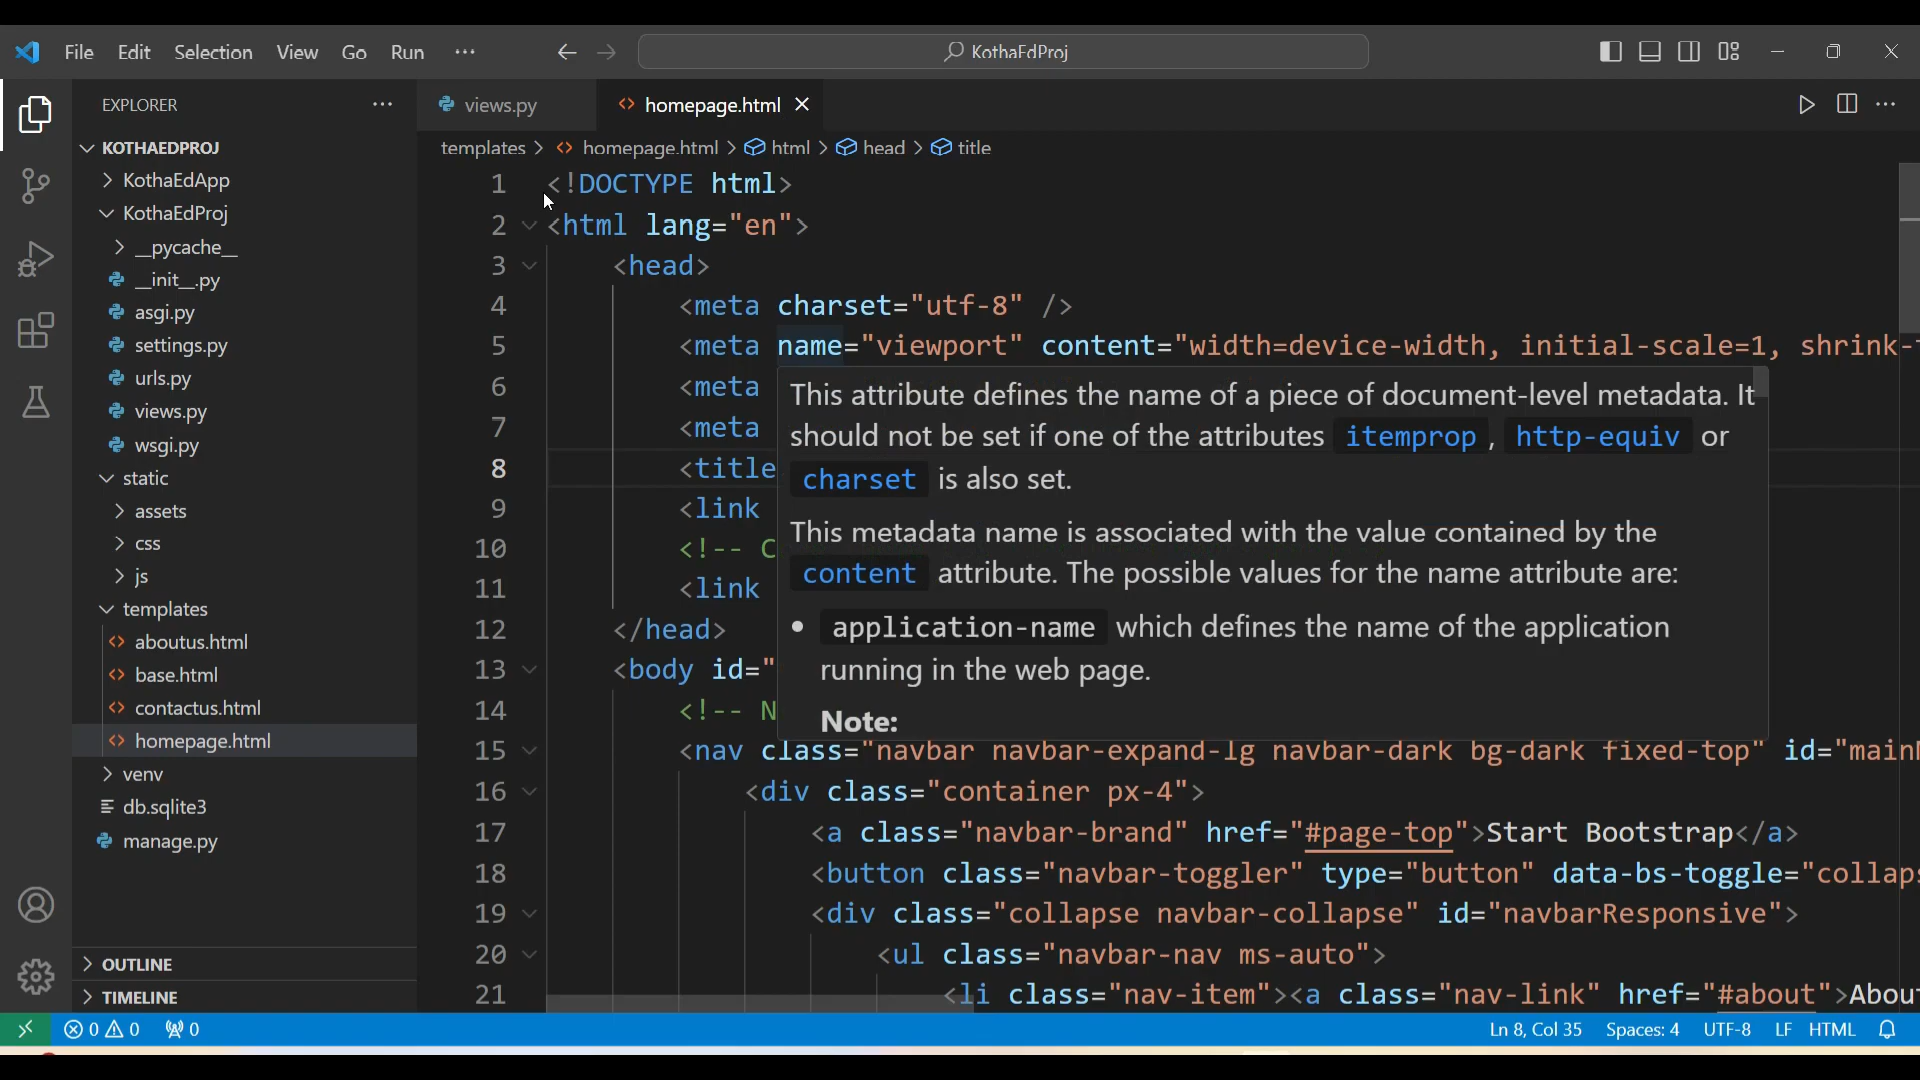 File Edit Selection View Go Run ··· KothaEdProj
EXPLORER ···
KOTHAEDPROJ
KothaEdApp
KothaEdProj
__pycache__
__init__.py
asgi.py
settings.py
urls.py
views.py
wsgi.py
static
assets
css
js
templates
aboutus.html
base.html
contactus.html
homepage.html
venv
db.sqlite3
manage.py
OUTLINE
TIMELINE
views.py homepage.html
templates > homepage.html > html > head > title
1 <!DOCTYPE html>
2 <html lang="en">
3 <head>
4 <meta charset="utf-8" />
5 <meta name="viewport" content="width=device-width, initial-scale=1, shrink-
6 <meta
7 <meta
8 <title
9 <link
10 <!-- C
11 <link
12 </head>
13 <body id="
14 <!-- N
15 <nav class="navbar navbar-expand-lg navbar-dark bg-dark fixed-top" id="main
16 <div class="container px-4">
17 <a class="navbar-brand" href="#page-top">Start Bootstrap</a>
18 <button class="navbar-toggler" type="button" data-bs-toggle="collaps
19 <div class="collapse navbar-collapse" id="navbarResponsive">
20 <ul class="navbar-nav ms-auto">
21 <li class="nav-item"><a class="nav-link" href="#about">Abou
This attribute defines the name of a piece of document-level metadata. It
should not be set if one of the attributes itemprop, http-equiv or
charset is also set.
This metadata name is associated with the value contained by the
content attribute. The possible values for the name attribute are:
• application-name which defines the name of the application
running in the web page.
Note:
0 0 0 Ln 8, Col 35 Spaces: 4 UTF-8 LF HTML